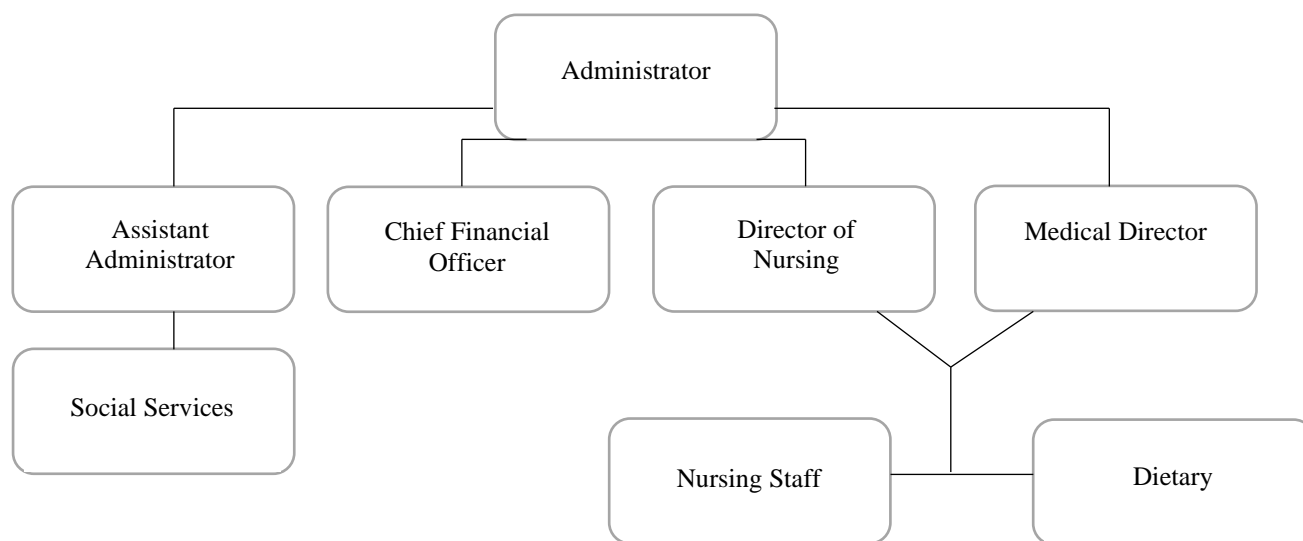 Administrator
Assistant
Administrator
Chief Financial
Officer
Director of
Nursing
Medical Director
Social Services
Nursing Staff
Dietary